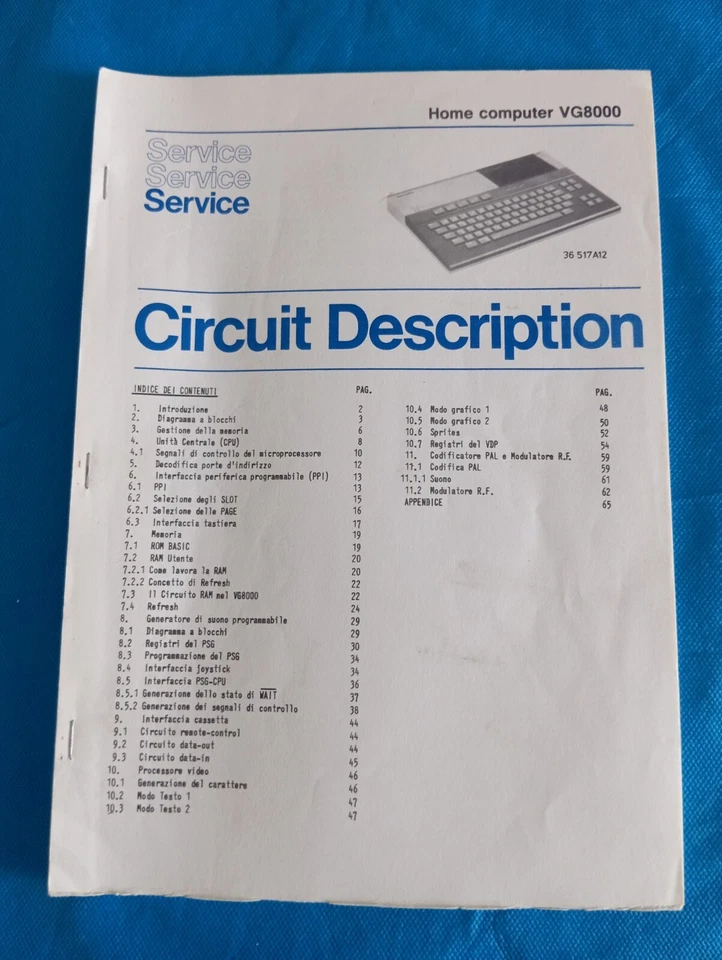 Home computer VG8000
Service
Service
Service
36 517A12
Circuit Description
INDICE DEI CONTENUTI PAG.
1. Introduzione 2
2. Diagramma a blocchi 3
3. Gestione della memoria 6
4. Unità Centrale (CPU) 8
4.1 Segnali di controllo del microprocessore 10
5. Decodifica porte d'indirizzo 12
6. Interfaccia periferica programmabile (PPI) 13
6.1 PPI 13
6.2 Selezione degli SLOT 15
6.2.1 Selezione delle PAGE 16
6.3 Interfaccia tastiera 17
7. Memoria 19
7.1 ROM BASIC 19
7.2 RAM Utente 20
7.2.1 Come lavora la RAM 20
7.2.2 Concetto di Refresh 22
7.3 Il Circuito RAM nel VG8000 22
7.4 Refresh 24
8. Generatore di suono programmabile 29
8.1 Diagramma a blocchi 29
8.2 Registri del PSG 30
8.3 Programmazione del PSG 34
8.4 Interfaccia joystick 34
8.5 Interfaccia PSG-CPU 36
8.5.1 Generazione dello stato di WAIT 37
8.5.2 Generazione dei segnali di controllo 38
9. Interfaccia cassetta 44
9.1 Circuito remote-control 44
9.2 Circuito data-out 44
9.3 Circuito data-in 45
10. Processore video 46
10.1 Generazione del carattere 46
10.2 Modo Testo 1 47
10.3 Modo Testo 2 47
PAG.
10.4 Modo grafico 1 48
10.5 Modo grafico 2 50
10.6 Sprites 52
10.7 Registri del VDP 54
11. Codificatore PAL e Modulatore R.F. 59
11.1 Codifica PAL 59
11.1.1 Suono 61
11.2 Modulatore R.F. 62
APPENDICE 65